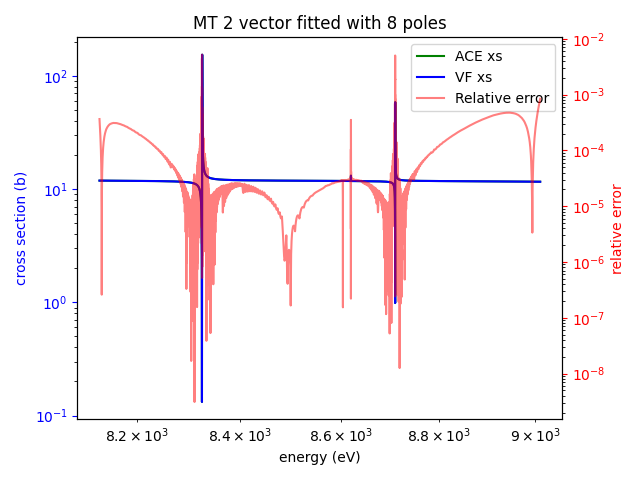 MT 2 vector fitted with 8 poles
ACE xs
VF xs
Relative error
10²
10¹
10⁰
10⁻¹
cross section (b)
10⁻²
10⁻³
10⁻⁴
10⁻⁵
10⁻⁶
10⁻⁷
10⁻⁸
relative error
8.2 × 10³ 8.4 × 10³ 8.6 × 10³ 8.8 × 10³ 9 × 10³
energy (eV)